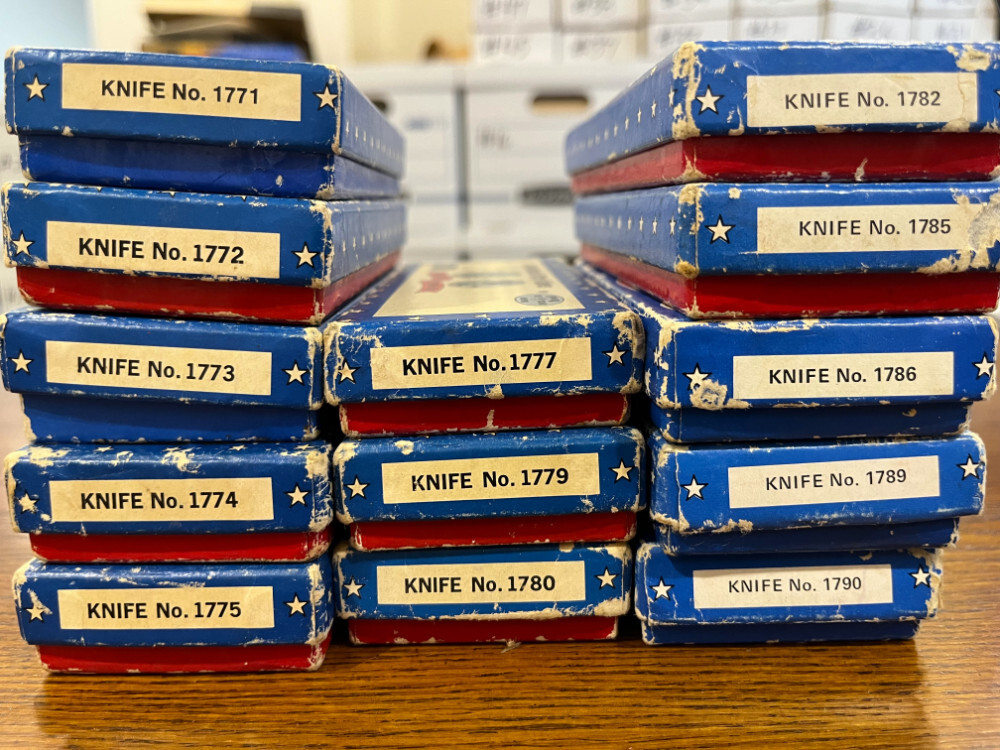 KNIFE No. 1771
KNIFE No. 1772
KNIFE No. 1773
KNIFE No. 1774
KNIFE No. 1775
KNIFE No. 1777
KNIFE No. 1779
KNIFE No. 1780
KNIFE No. 1782
KNIFE No. 1785
KNIFE No. 1786
KNIFE No. 1789
KNIFE No. 1790